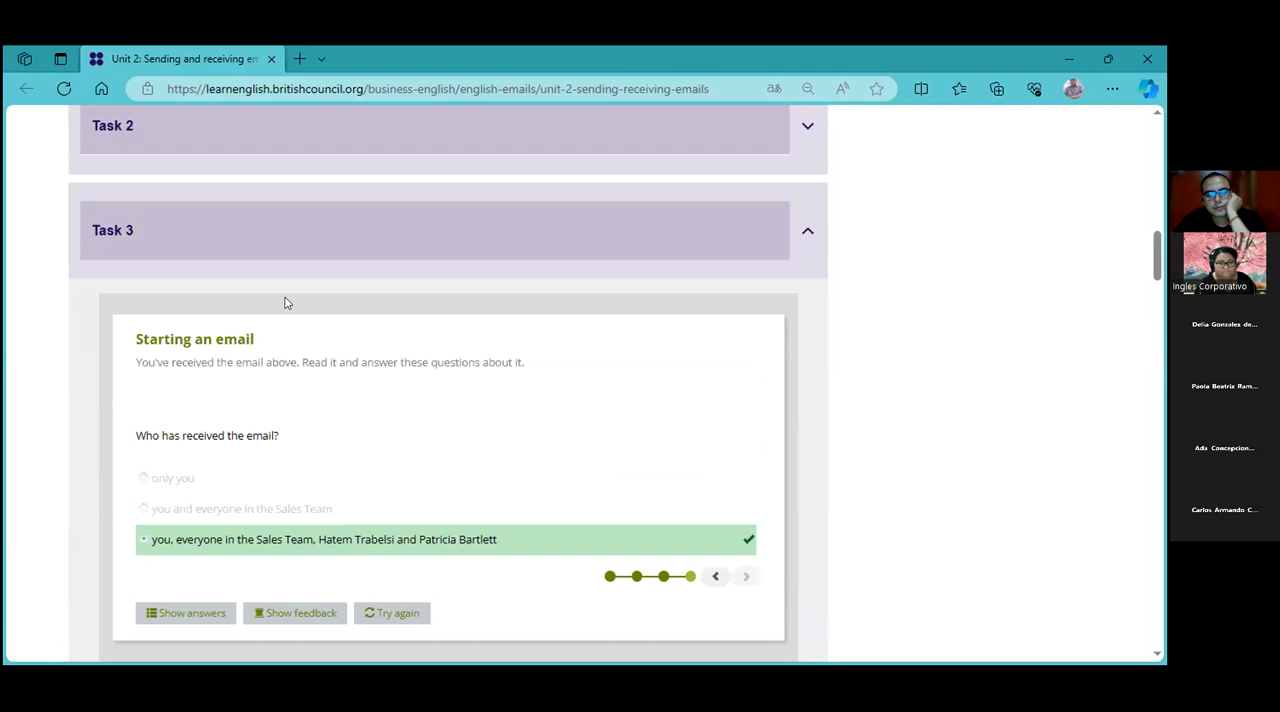 Unit 2: Sending and receiving em
https://learnenglish.britishcouncil.org/business-english/english-emails/unit-2-sending-receiving-emails
Task 2
Task 3
Starting an email
You've received the email above. Read it and answer these questions about it.
Who has received the email?
only you
you and everyone in the Sales Team
you, everyone in the Sales Team, Hatem Trabelsi and Patricia Bartlett
Show answers
Show feedback
Try again
Ingles Corporativo
Delia Gonzalez de...
Paola Beatriz Ram...
Ada Concepcion...
Carlos Armando C...